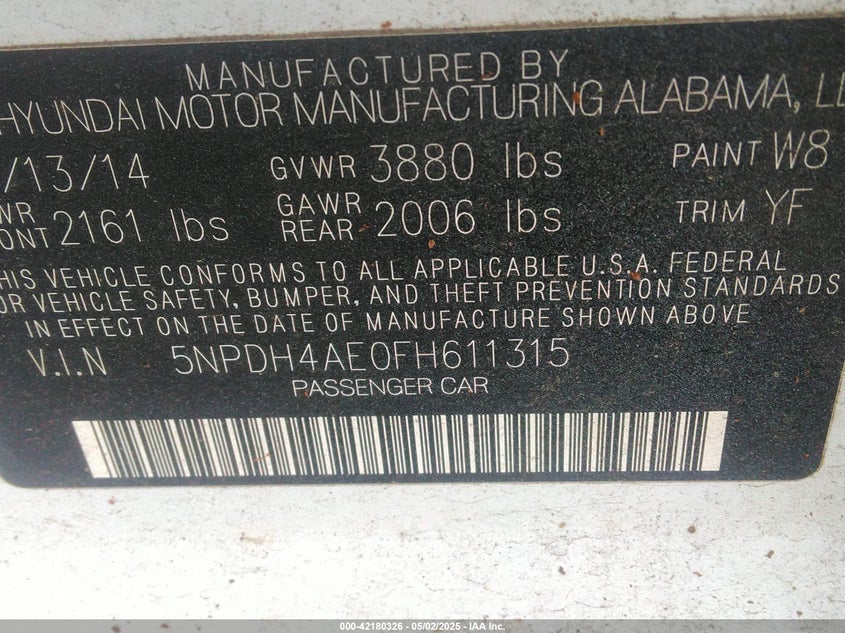 MANUFACTURED BY
HYUNDAI MOTOR MANUFACTURING ALABAMA, LL
/13/14 GVWR 3880 lbs PAINT W8
WR ONT 2161 lbs GAWR REAR 2006 lbs TRIM YF
HIS VEHICLE CONFORMS TO ALL APPLICABLE U.S.A. FEDERAL
OR VEHICLE SAFETY, BUMPER, AND THEFT PREVENTION STANDARDS
IN EFFECT ON THE DATE OF MANUFACTURE SHOWN ABOVE
V.I.N 5NPDH4AE0FH611315
PASSENGER CAR
000-42180326 - 05/02/2025 - IAA Inc.